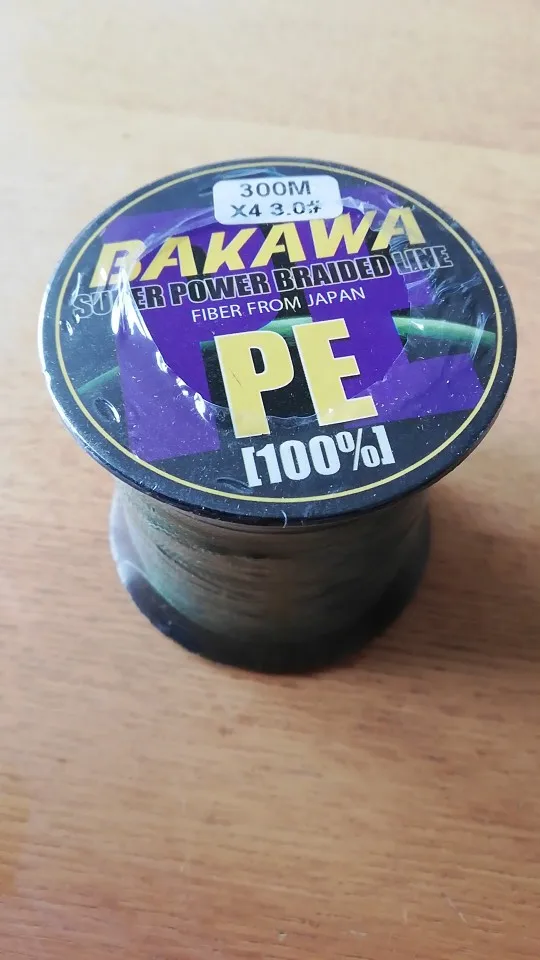 300M
X4 3.0#
BAKAWA
SUPER POWER BRAIDED LINE
FIBER FROM JAPAN
PE
[100%]